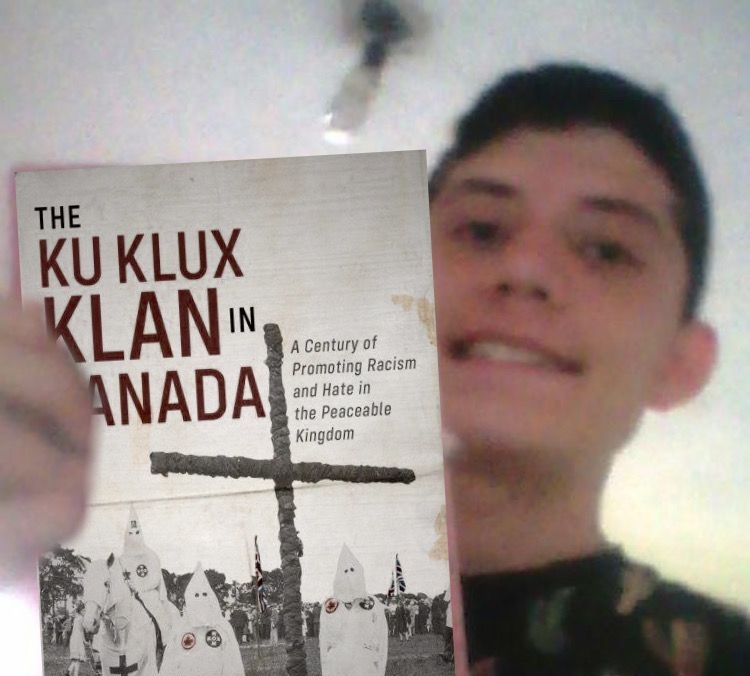 THE
KU KLUX
KLAN IN
ANADA
A Century of
Promoting Racism
and Hate in
the Peaceable
Kingdom